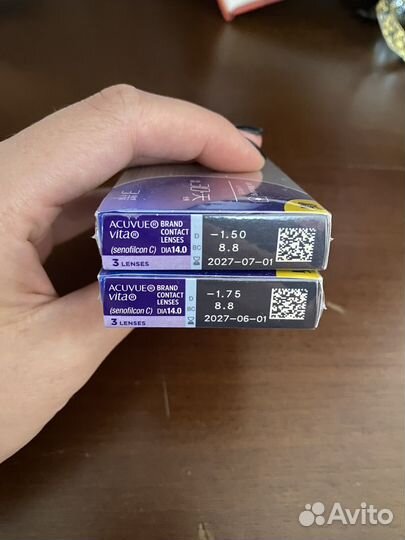 ACUVUE® BRAND
vita® CONTACT
LENSES
(senofilcon C) DIA14.0
3 LENSES
D -1.50
BC 8.8
2027-07-01
ACUVUE® BRAND
vita® CONTACT
LENSES
(senofilcon C) DIA14.0
3 LENSES
D -1.75
BC 8.8
2027-06-01
Avito